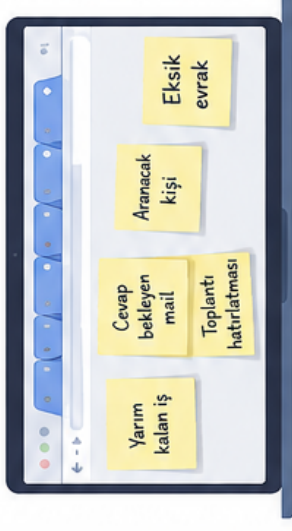 Yarım
kalan iş
Cevap
bekleyen
mail
Toplantı
hatırlatması
Aranacak
kişi
Eksik
evrak